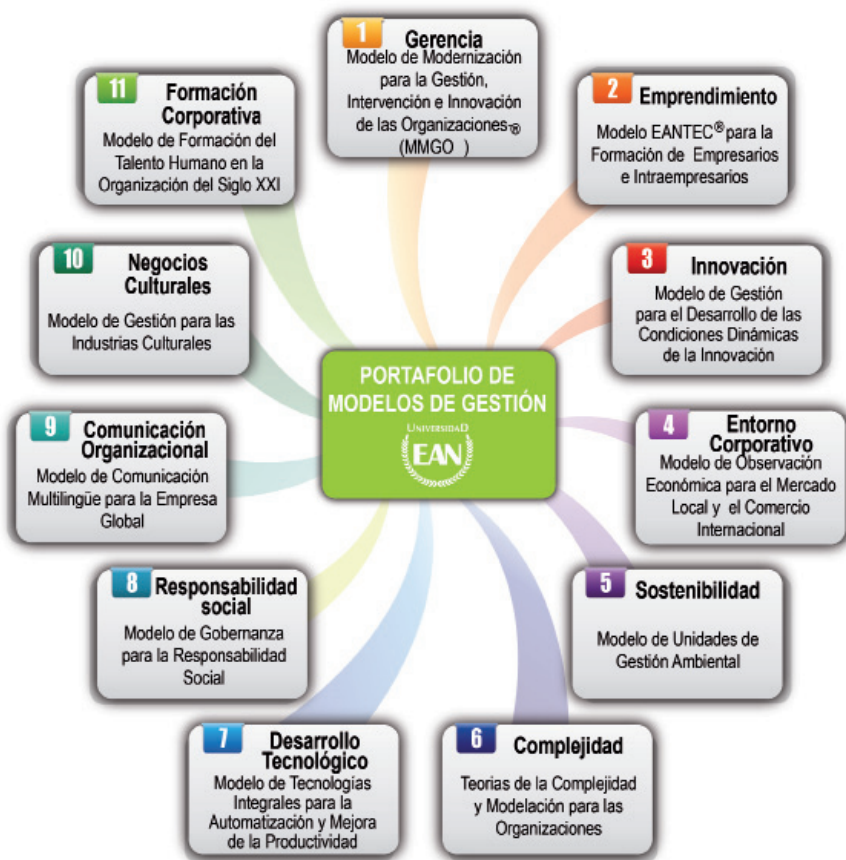 1
Gerencia
Modelo de Modernización
para la Gestión,
Intervención e Innovación
de las Organizaciones®
(MMGO )
2
Emprendimiento
Modelo EANTEC® para la
Formación de Empresarios
e Intraempresarios
3
Innovación
Modelo de Gestión
para el Desarrollo de las
Condiciones Dinámicas
de la Innovación
4
Entorno
Corporativo
Modelo de Observación
Económica para el Mercado
Local y el Comercio
Internacional
5
Sostenibilidad
Modelo de Unidades de
Gestión Ambiental
6
Complejidad
Teorias de la Complejidad
y Modelación para las
Organizaciones
7
Desarrollo
Tecnológico
Modelo de Tecnologías
Integrales para la
Automatización y Mejora
de la Productividad
8
Responsabilidad
social
Modelo de Gobernanza
para la Responsabilidad
Social
9
Comunicación
Organizacional
Modelo de Comunicación
Multilingüe para la Empresa
Global
10
Negocios
Culturales
Modelo de Gestión para las
Industrias Culturales
11
Formación
Corporativa
Modelo de Formación del
Talento Humano en la
Organización del Siglo XXI
PORTAFOLIO DE
MODELOS DE GESTIÓN
UNIVERSIDAD
EAN